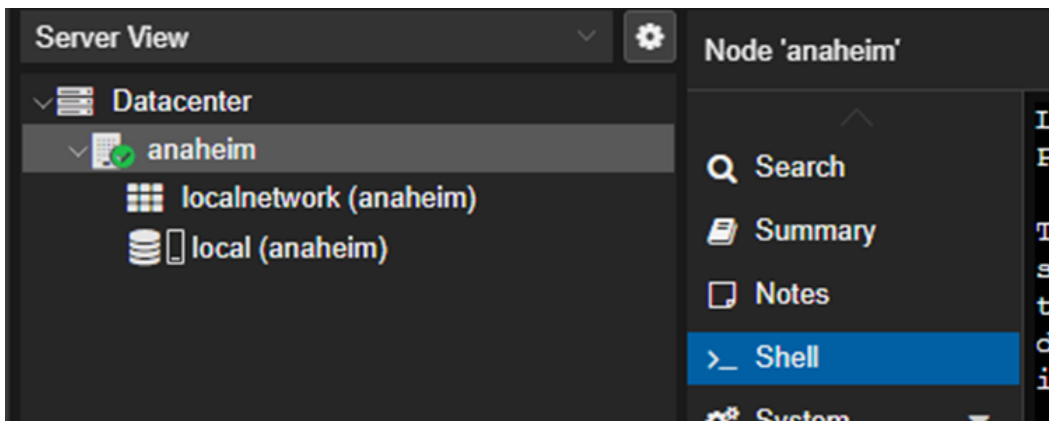 Server View
Datacenter
anaheim
localnetwork (anaheim)
local (anaheim)
Node 'anaheim'
Search
Summary
Notes
>_ Shell
System